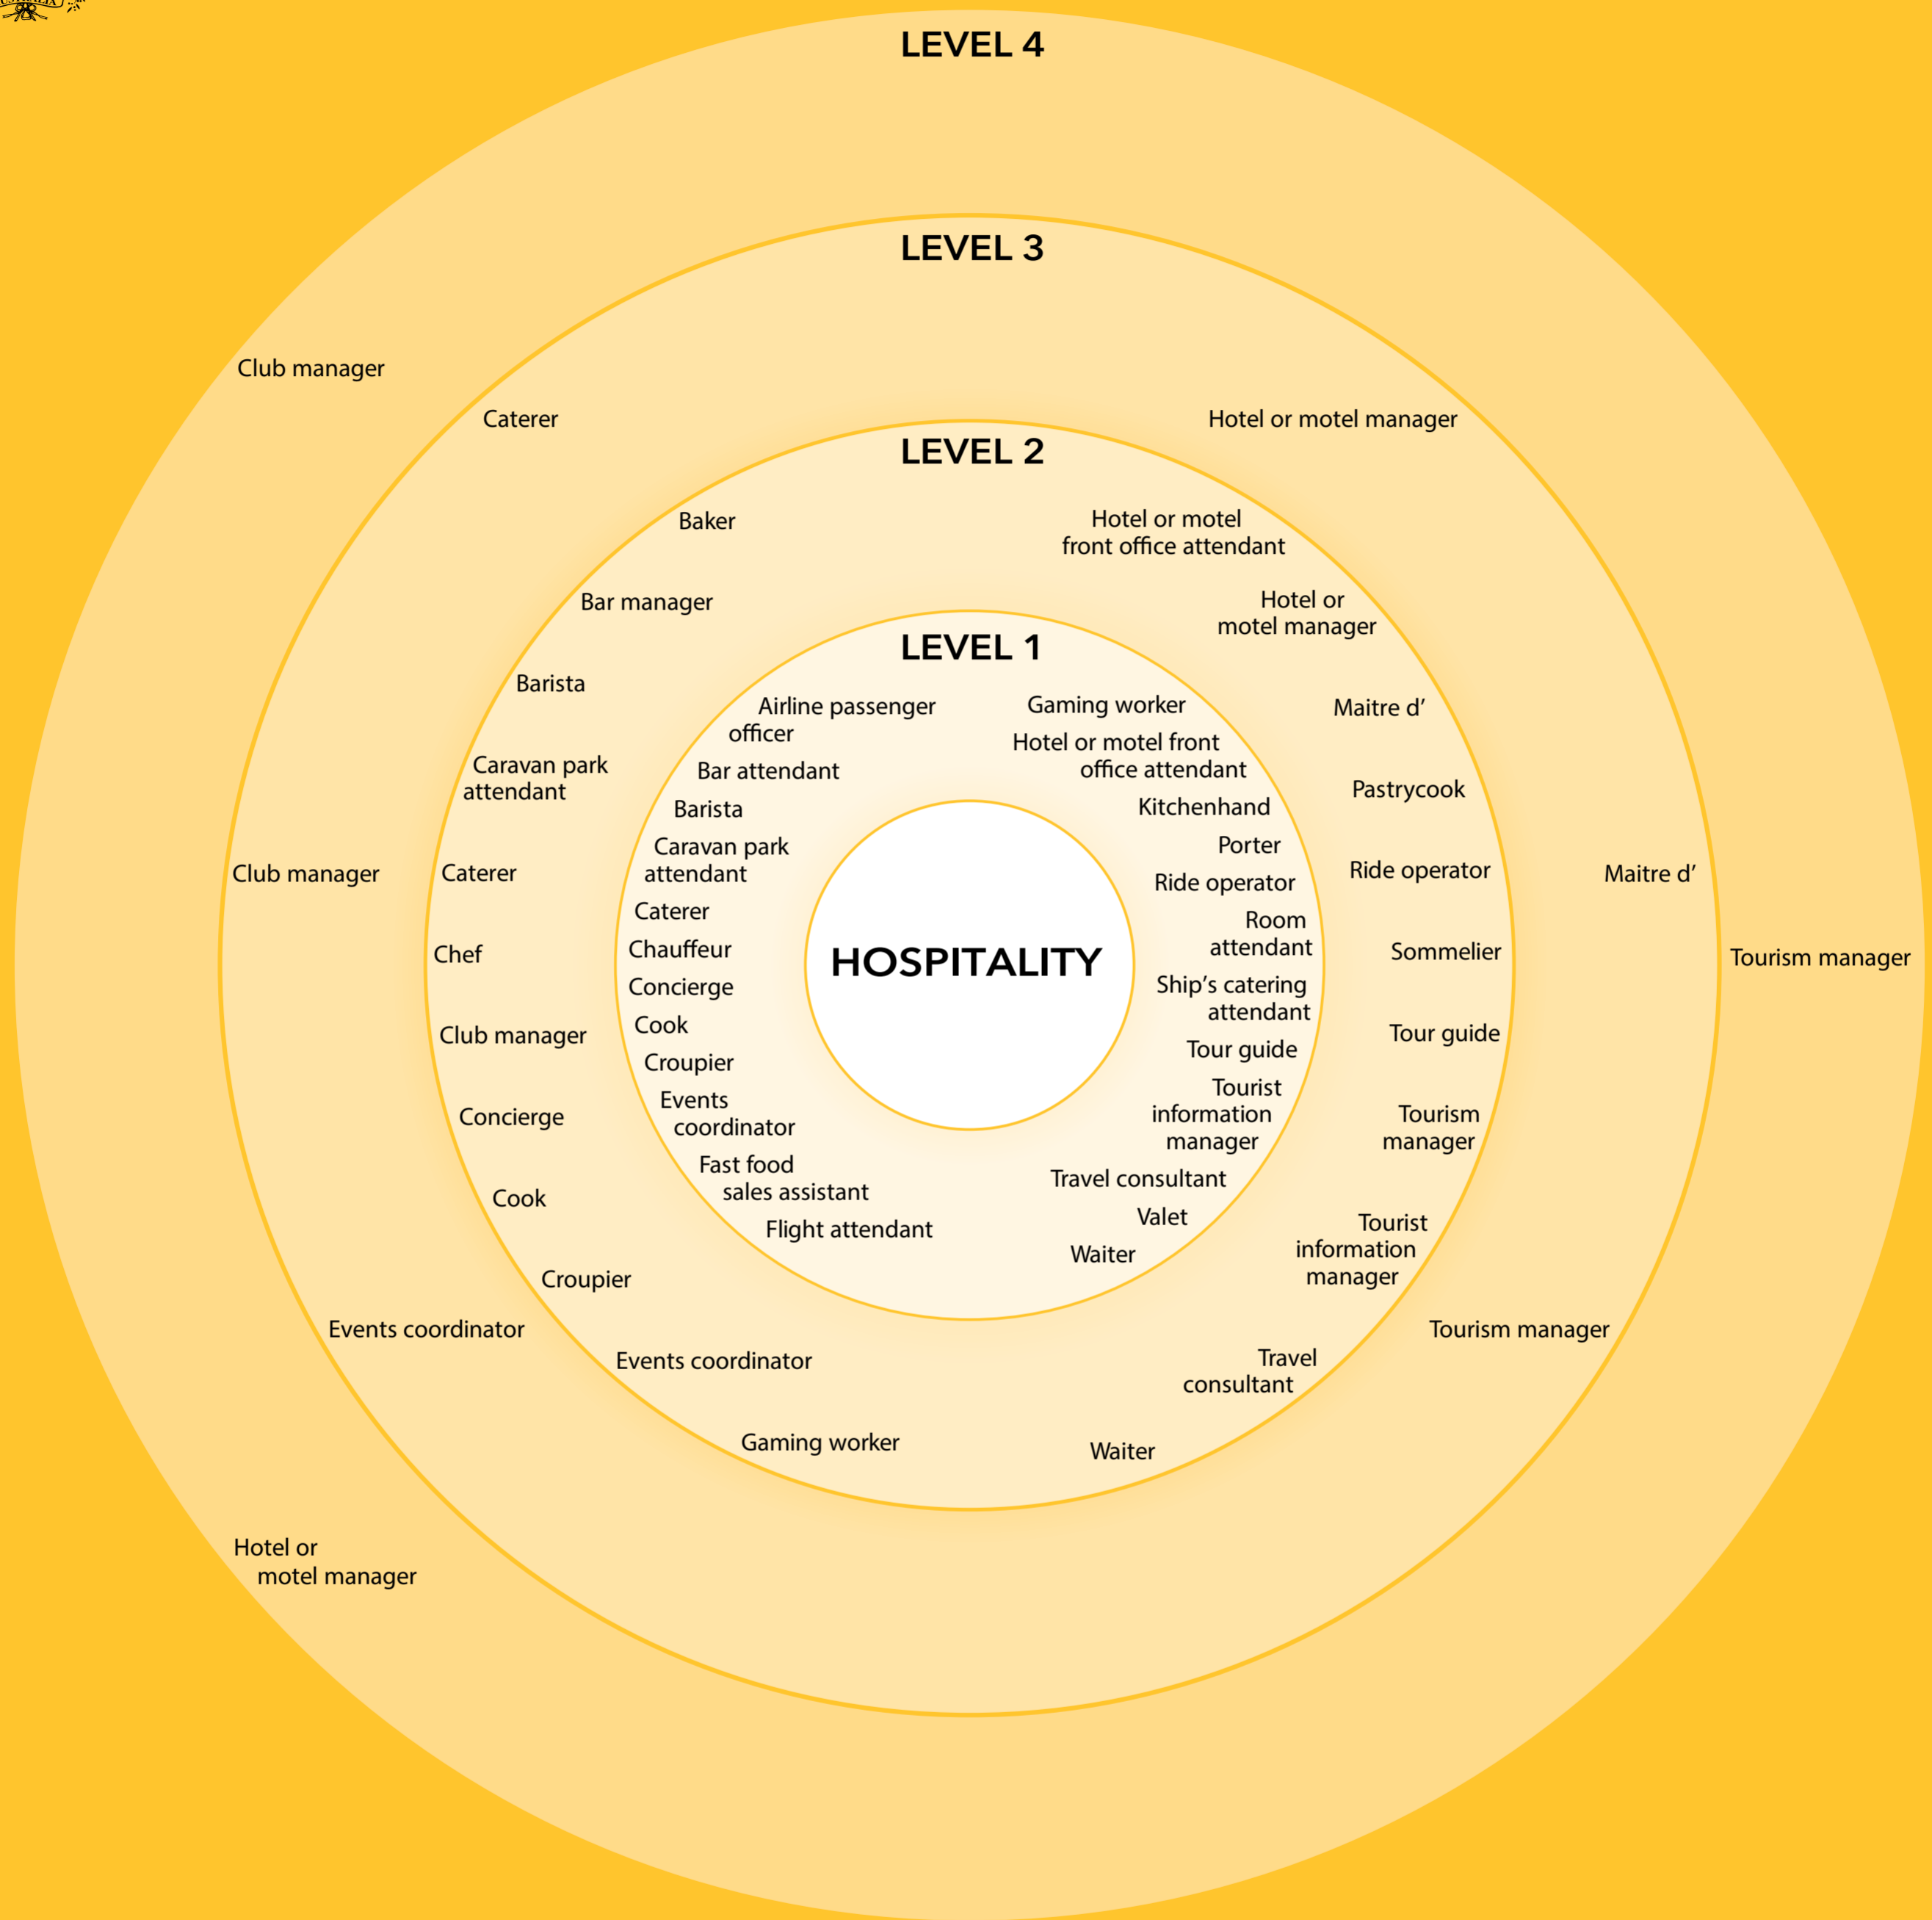 LEVEL 4
Club manager
Hotel or
motel manager
Tourism manager
LEVEL 3
Caterer
Club manager
Events coordinator
Hotel or motel manager
Maitre d’
Tourism manager
LEVEL 2
Baker
Bar manager
Barista
Caravan park
attendant
Caterer
Chef
Club manager
Concierge
Cook
Croupier
Events coordinator
Gaming worker
Hotel or motel
front office attendant
Hotel or
motel manager
Maitre d’
Pastrycook
Ride operator
Sommelier
Tour guide
Tourism
manager
Tourist
information
manager
Travel
consultant
Waiter
LEVEL 1
Airline passenger
officer
Bar attendant
Barista
Caravan park
attendant
Caterer
Chauffeur
Concierge
Cook
Croupier
Events
coordinator
Fast food
sales assistant
Flight attendant
Gaming worker
Hotel or motel front
office attendant
Kitchenhand
Porter
Ride operator
Room
attendant
Ship’s catering
attendant
Tour guide
Tourist
information
manager
Travel consultant
Valet
Waiter
HOSPITALITY